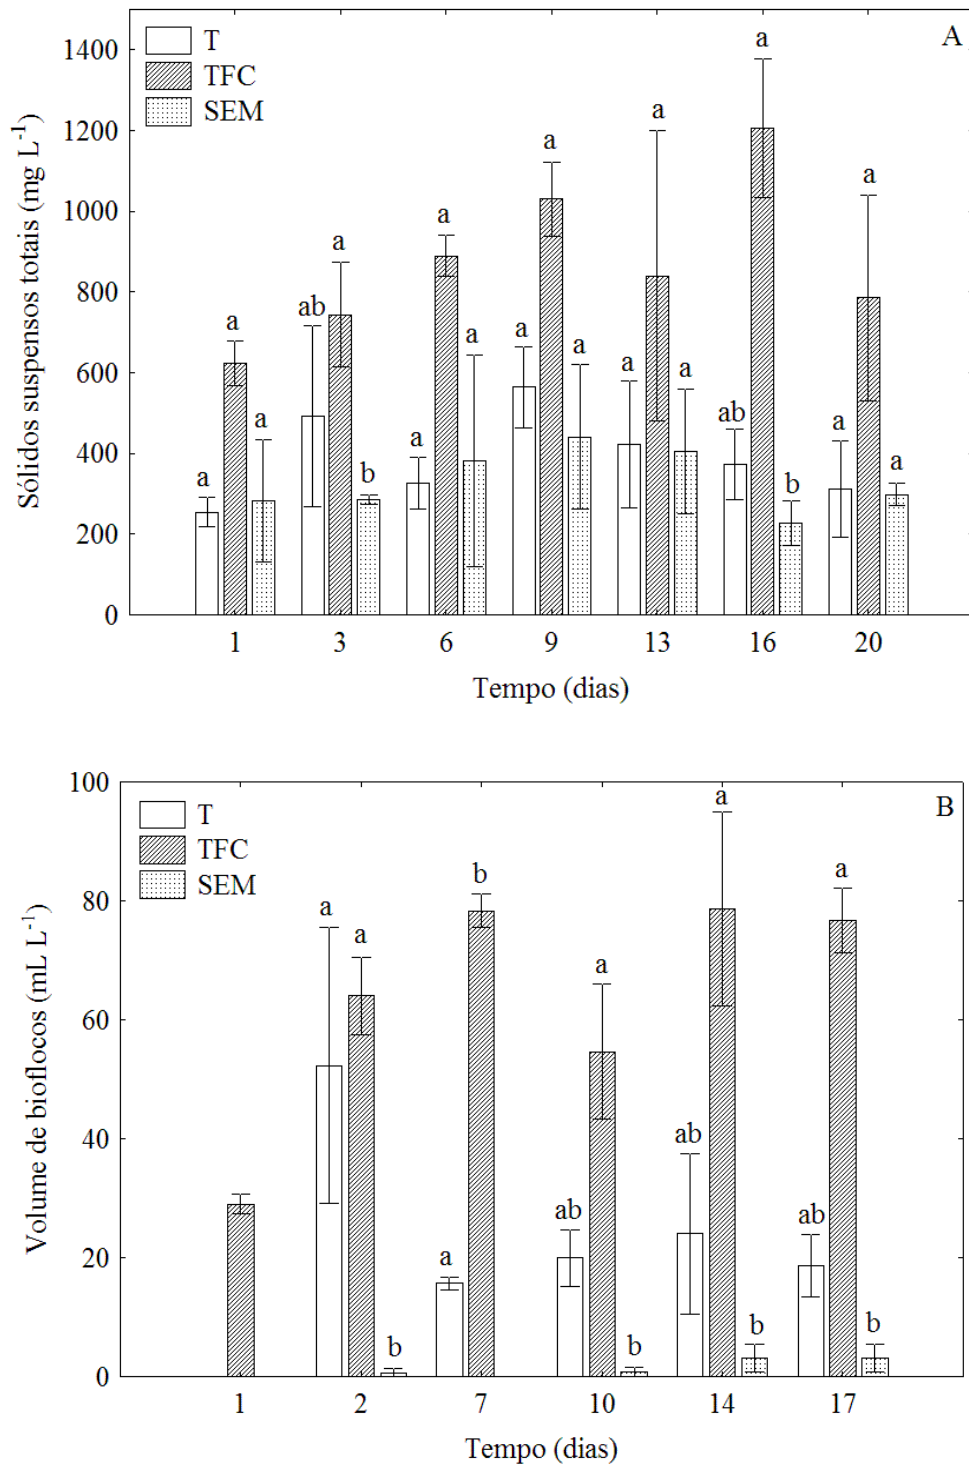 A
T
TFC
SEM
Sólidos suspensos totais (mg L-1)
1400
1200
1000
800
600
400
200
0
a a a
ab a b
a a a
a a a
a a a
ab a b
a a a
1 3 6 9 13 16 20
Tempo (dias)
B
T
TFC
SEM
Volume de bioflocos (mL L-1)
100
80
60
40
20
0
a a b
a b
ab a b
ab a b
ab a b
1 2 7 10 14 17
Tempo (dias)